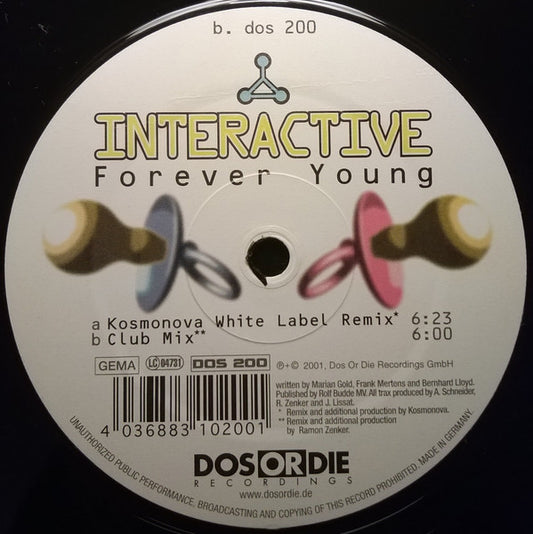 b. dos 200
INTERACTIVE
Forever Young
a Kosmonova White Label Remix* 6:23
b Club Mix** 6:00
GEMA LC 04731 DOS 200 ℗+© 2001, Dos Or Die Recordings GmbH
written by Marian Gold, Frank Mertens and Bernhard Lloyd.
Published by Rolf Budde MV. All trax produced by A. Schneider,
R. Zenker and J. Lissat.
* Remix and additional production by Kosmonova.
** Remix and additional production
by Ramon Zenker.
4 036883 102001
DOS OR DIE
RECORDINGS
www.dosordie.de
UNAUTHORIZED PUBLIC PERFORMANCE, BROADCASTING AND COPYING OF THIS RECORD PROHIBITED. MADE IN GERMANY.